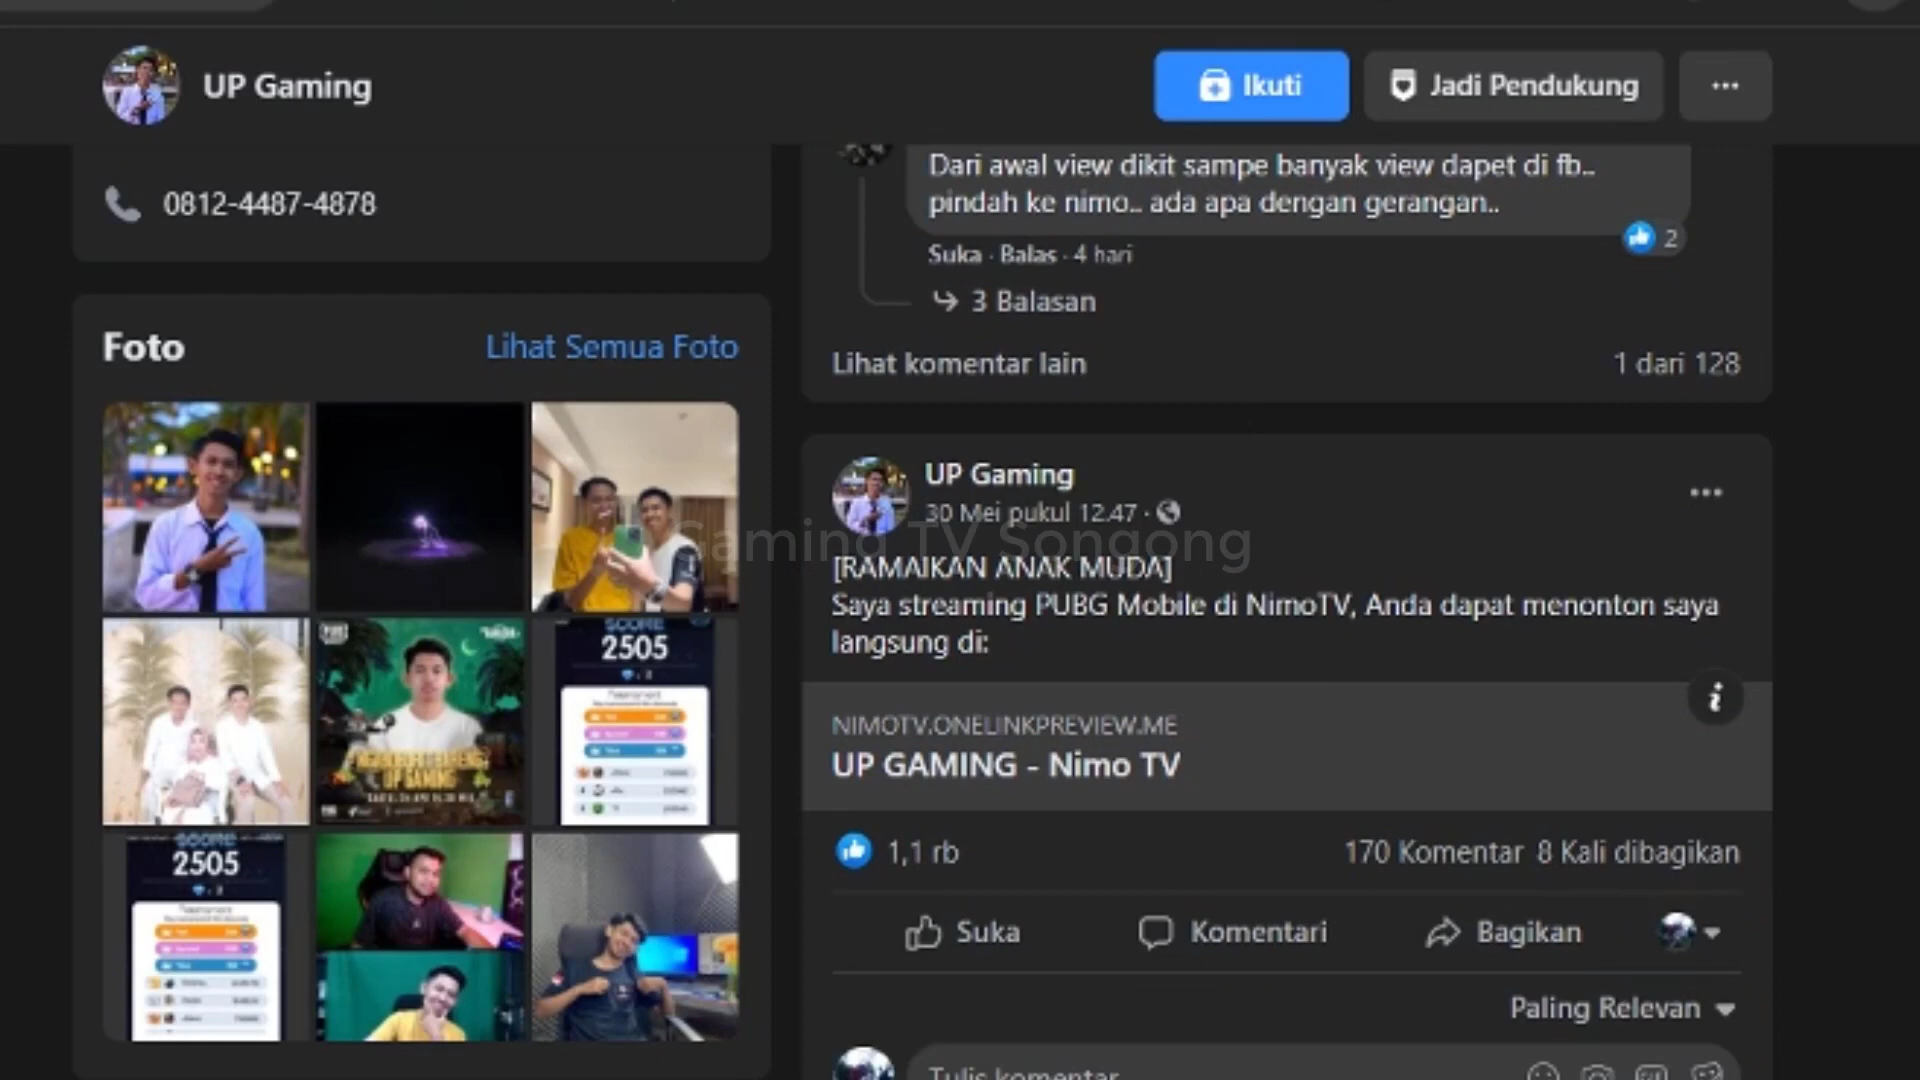 UP Gaming
Ikuti
Jadi Pendukung
0812-4487-4878
Foto
Lihat Semua Foto
SCORE
2505
UP GAMING
SCORE
2505
Dari awal view dikit sampe banyak view dapet di fb..
pindah ke nimo.. ada apa dengan gerangan..
2
Suka · Balas · 4 hari
3 Balasan
Lihat komentar lain
1 dari 128
UP Gaming
30 Mei pukul 12.47 ·
Gaming TV Songong
[RAMAIKAN ANAK MUDA]
Saya streaming PUBG Mobile di NimoTV, Anda dapat menonton saya
langsung di:
NIMOTV.ONELINKPREVIEW.ME
UP GAMING - Nimo TV
1,1 rb
170 Komentar 8 Kali dibagikan
Suka
Komentari
Bagikan
Paling Relevan
Tulis komentar